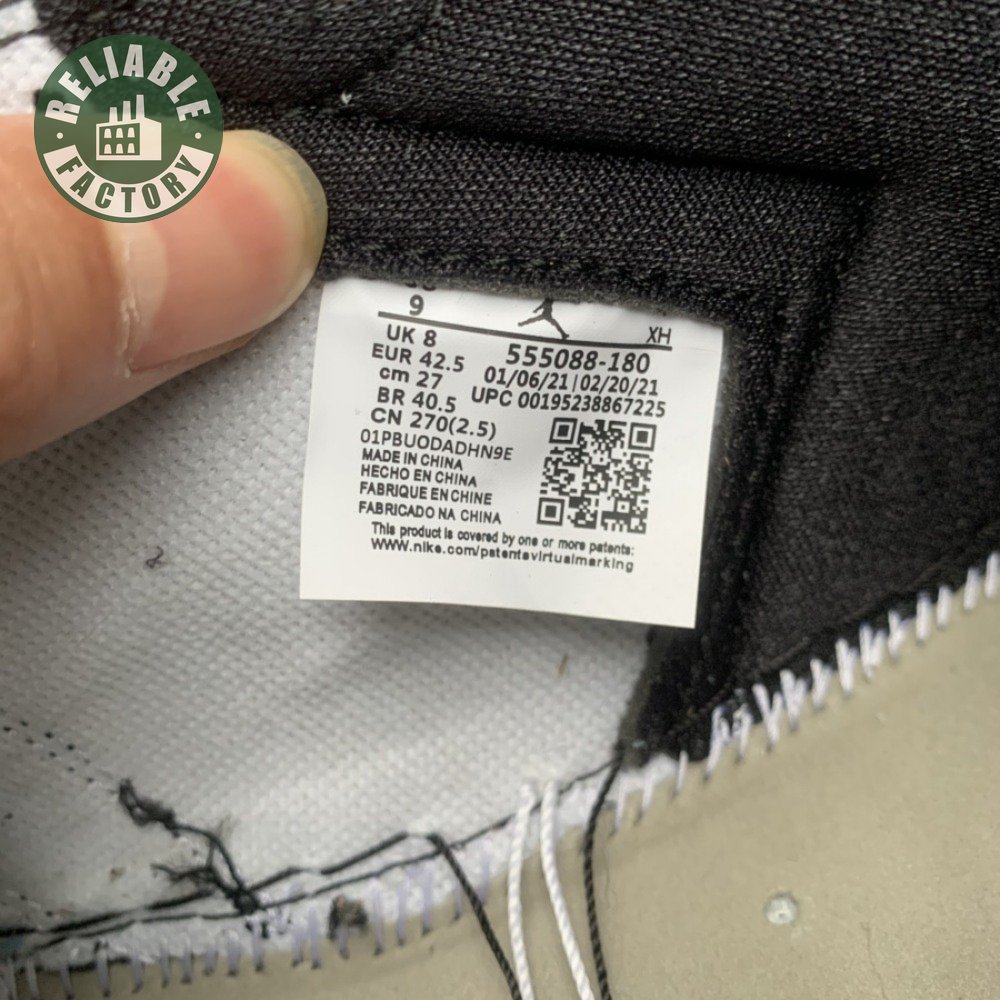 RELIABLE
FACTORY
9
XH
UK 8
555088-180
EUR 42.5
01/06/21|02/20/21
cm 27
UPC 00195238867225
BR 40.5
CN 270(2.5)
01PBUODADHN9E
MADE IN CHINA
HECHO EN CHINA
FABRIQUE EN CHINE
FABRICADO NA CHINA
This product is covered by one or more patents:
www.nike.com/patentsvirtualmarking